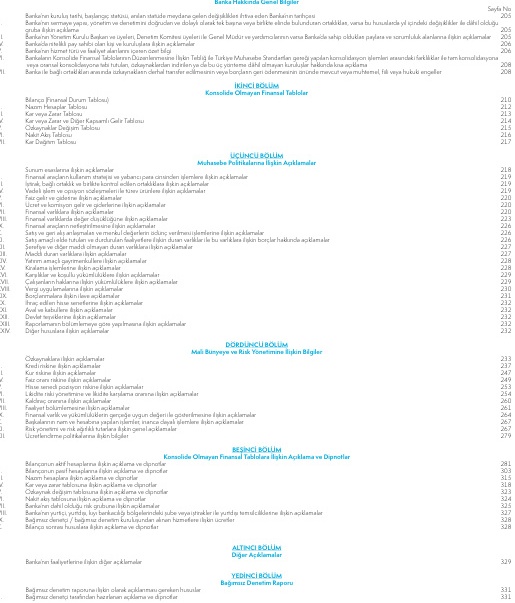 Banka Hakkında Genel Bilgiler
Sayfa No
Banka'nın kuruluş tarihi, başlangıç statüsü, anılan statüde meydana gelen değişiklikleri ihtiva eden Banka'nın tarihçesi 205
Banka'nın sermaye yapısı, yönetim ve denetimini doğrudan ve dolaylı olarak tek başına veya birlikte elinde bulunduran ortakları, varsa bu hususlarda yıl içindeki değişiklikler ile dâhil olduğu
gruba ilişkin açıklama 205
Banka'nın Yönetim Kurulu Başkan ve üyeleri, Denetim Komitesi üyeleri ile Genel Müdür ve yardımcılarının varsa Banka'da sahip oldukları paylara ve sorumluluk alanlarına ilişkin açıklamalar 205
Banka'da nitelikli pay sahibi olan kişi ve kuruluşlara ilişkin açıklamalar 206
Banka'nın hizmet türü ve faaliyet alanlarını içeren özet bilgi 206
Bankaların Konsolide Finansal Tablolarının Düzenlenmesine İlişkin Tebliğ ile Türkiye Muhasebe Standartları gereği yapılan konsolidasyon işlemleri arasındaki farklılıklar ile tam konsolidasyona
veya oransal konsolidasyona tabi tutulan, özkaynaklardan indirilen ya da bu üç yönteme dâhil olmayan kuruluşlar hakkında kısa açıklama 208
Banka ile bağlı ortaklıkları arasında özkaynakların derhal transfer edilmesinin veya borçların geri ödenmesinin önünde mevcut veya muhtemel, fiili veya hukuki engeller 208
İKİNCİ BÖLÜM
Konsolide Olmayan Finansal Tablolar
Bilanço (Finansal Durum Tablosu) 210
Nazım Hesaplar Tablosu 212
Kar veya Zarar Tablosu 213
Kar veya Zarar ve Diğer Kapsamlı Gelir Tablosu 214
Özkaynaklar Değişim Tablosu 215
Nakit Akış Tablosu 216
Kar Dağıtım Tablosu 217
ÜÇÜNCÜ BÖLÜM
Muhasebe Politikalarına İlişkin Açıklamalar
Sunum esaslarına ilişkin açıklamalar 218
Finansal araçların kullanım stratejisi ve yabancı para cinsinden işlemlere ilişkin açıklamalar 219
İştirak, bağlı ortaklık ve birlikte kontrol edilen ortaklıklara ilişkin açıklamalar 219
Vadeli işlem ve opsiyon sözleşmeleri ile türev ürünlere ilişkin açıklamalar 219
Faiz gelir ve giderine ilişkin açıklamalar 220
Ücret ve komisyon gelir ve giderlerine ilişkin açıklamalar 220
Finansal varlıklara ilişkin açıklamalar 220
Finansal varlıklarda değer düşüklüğüne ilişkin açıklamalar 223
Finansal araçların netleştirilmesine ilişkin açıklamalar 226
Satış ve geri alış anlaşmaları ve menkul değerlerin ödünç verilmesi işlemlerine ilişkin açıklamalar 226
Satış amaçlı elde tutulan ve durdurulan faaliyetlere ilişkin duran varlıklar ile bu varlıklara ilişkin borçlar hakkında açıklamalar 226
Şerefiye ve diğer maddi olmayan duran varlıklara ilişkin açıklamalar 227
Maddi duran varlıklara ilişkin açıklamalar 227
Yatırım amaçlı gayrimenkullere ilişkin açıklamalar 228
Kiralama işlemlerine ilişkin açıklamalar 228
Karşılıklar ve koşullu yükümlülüklere ilişkin açıklamalar 229
Çalışanların haklarına ilişkin yükümlülüklere ilişkin açıklamalar 229
Vergi uygulamalarına ilişkin açıklamalar 230
Borçlanmalara ilişkin ilave açıklamalar 231
İhraç edilen hisse senetlerine ilişkin açıklamalar 232
Aval ve kabullere ilişkin açıklamalar 232
Devlet teşviklerine ilişkin açıklamalar 232
Raporlamanın bölümlemeye göre yapılmasına ilişkin açıklamalar 232
Diğer hususlara ilişkin açıklamalar 232
DÖRDÜNCÜ BÖLÜM
Mali Bünyeye ve Risk Yönetimine İlişkin Bilgiler
Özkaynaklara ilişkin açıklamalar 233
Kredi riskine ilişkin açıklamalar 237
Kur riskine ilişkin açıklamalar 247
Faiz oranı riskine ilişkin açıklamalar 249
Hisse senedi pozisyon riskine ilişkin açıklamalar 253
Likidite riski yönetimine ve likidite karşılama oranına ilişkin açıklamalar 254
Kaldıraç oranına ilişkin açıklamalar 260
Faaliyet bölümlemesine ilişkin açıklamalar 261
Finansal varlık ve yükümlülüklerin gerçeğe uygun değeri ile gösterilmesine ilişkin açıklamalar 264
Başkalarının nam ve hesabına yapılan işlemler, inanca dayalı işlemlere ilişkin açıklamalar 267
Risk yönetimi ve risk ağırlıklı tutarlara ilişkin genel açıklamalar 267
Ücretlendirme politikalarına ilişkin bilgiler 279
BEŞİNCİ BÖLÜM
Konsolide Olmayan Finansal Tablolara İlişkin Açıklama ve Dipnotlar
Bilançonun aktif hesaplarına ilişkin açıklama ve dipnotlar 281
Bilançonun pasif hesaplarına ilişkin açıklama ve dipnotlar 303
Nazım hesaplara ilişkin açıklama ve dipnotlar 315
Kar veya zarar tablosuna ilişkin açıklama ve dipnotlar 318
Özkaynak değişim tablosuna ilişkin açıklama ve dipnotlar 323
Nakit akış tablosuna ilişkin açıklama ve dipnotlar 324
Banka'nın dahil olduğu risk grubuna ilişkin açıklamalar 325
Banka'nın yurtiçi, yurtdışı, kıyı bankacılığı bölgelerindeki şube veya iştirakler ile yurtdışı temsilciliklerine ilişkin açıklamalar 327
Bağımsız denetçi / bağımsız denetim kuruluşundan alınan hizmetlere ilişkin ücretler 328
Bilanço sonrası hususlara ilişkin açıklama ve dipnotlar 328
ALTINCI BÖLÜM
Diğer Açıklamalar
Banka'nın faaliyetlerine ilişkin diğer açıklamalar 329
YEDİNCİ BÖLÜM
Bağımsız Denetim Raporu
Bağımsız denetim raporuna ilişkin olarak açıklanması gereken hususlar 331
Bağımsız denetçi tarafından hazırlanan açıklama ve dipnotlar 331